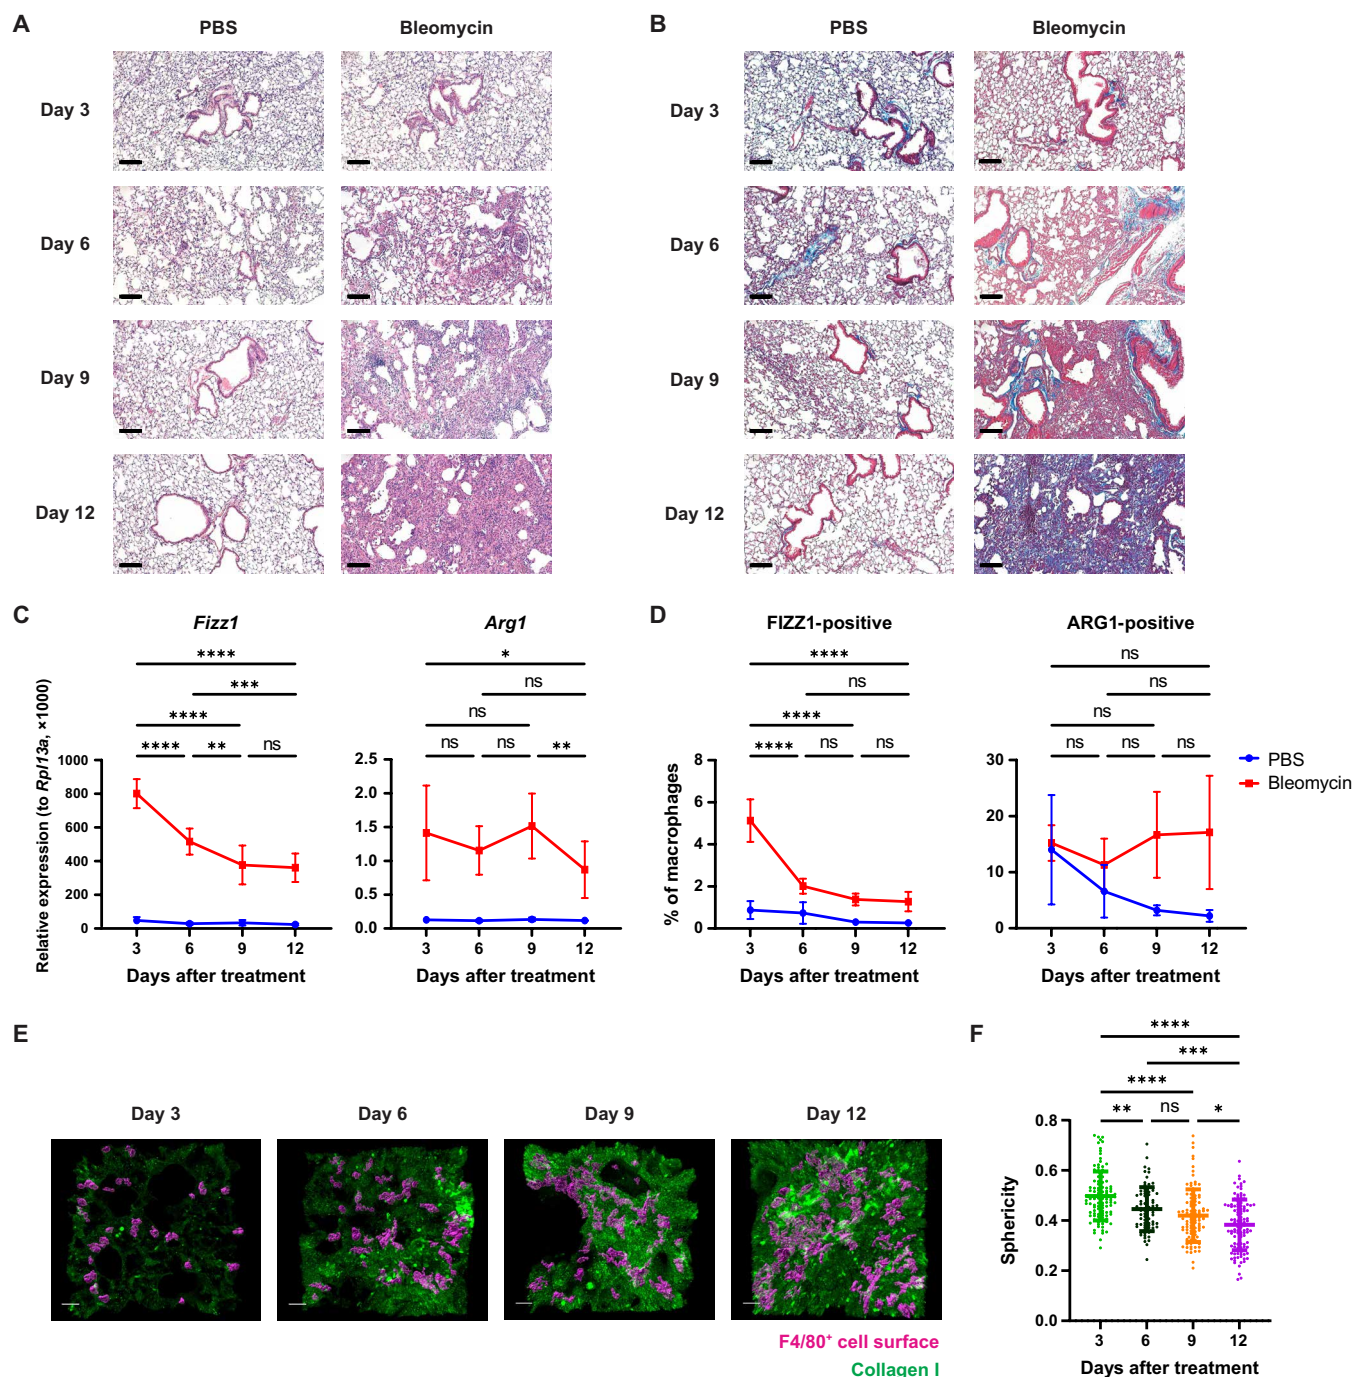 A
PBS
Bleomycin
Day 3
Day 6
Day 9
Day 12
B
PBS
Bleomycin
Day 3
Day 6
Day 9
Day 12
C
Fizz1
****
***
****
**** ** ns
Relative expression (to Rpl13a, ×1000)
1000
800
600
400
200
0
3 6 9 12
Days after treatment
Arg1
*
ns
ns
ns ns **
2.5
2.0
1.5
1.0
0.5
0.0
3 6 9 12
Days after treatment
D
FIZZ1-positive
****
ns
****
**** ns ns
% of macrophages
8
6
4
2
0
3 6 9 12
Days after treatment
ARG1-positive
ns
ns
ns
ns ns ns
30
20
10
0
3 6 9 12
Days after treatment
PBS
Bleomycin
E
Day 3
Day 6
Day 9
Day 12
F4/80+ cell surface
Collagen I
F
****
***
****
** ns *
Sphericity
0.8
0.6
0.4
0.2
0.0
3 6 9 12
Days after treatment